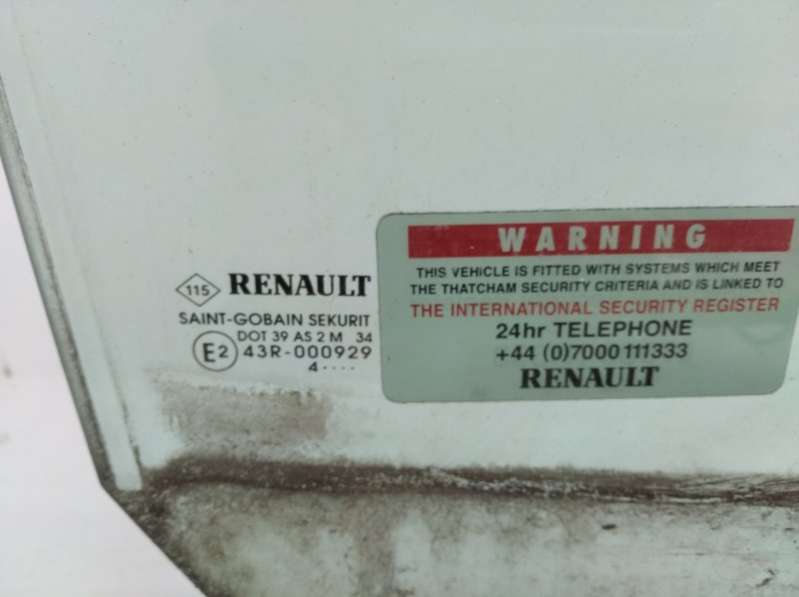 115 RENAULT
SAINT-GOBAIN SEKURIT
DOT 39 AS 2 M 34
E2 43R-000929
4····
WARNING
THIS VEHICLE IS FITTED WITH SYSTEMS WHICH MEET
THE THATCHAM SECURITY CRITERIA AND IS LINKED TO
THE INTERNATIONAL SECURITY REGISTER
24hr TELEPHONE
+44 (0)7000 111333
RENAULT